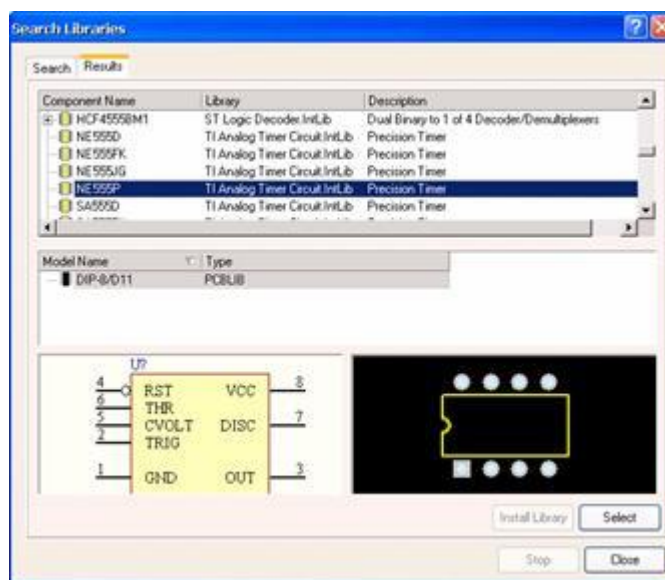 Search Libraries
Search Results
Component Name Library Description
HCF4555BM1 ST Logic Decoder.IntLib Dual Binary to 1 of 4 Decoder/Demultiplexers
NE555D TI Analog Timer Circuit.IntLib Precision Timer
NE555FK TI Analog Timer Circuit.IntLib Precision Timer
NE555JG TI Analog Timer Circuit.IntLib Precision Timer
NE555P TI Analog Timer Circuit.IntLib Precision Timer
SA555D TI Analog Timer Circuit.IntLib Precision Timer
Model Name Type
DIP-8/D11 PCBLIB
U?
4 RST VCC 8
6 THR
5 CVOLT DISC 7
2 TRIG
1 GND OUT 3
Install Library Select
Stop Close